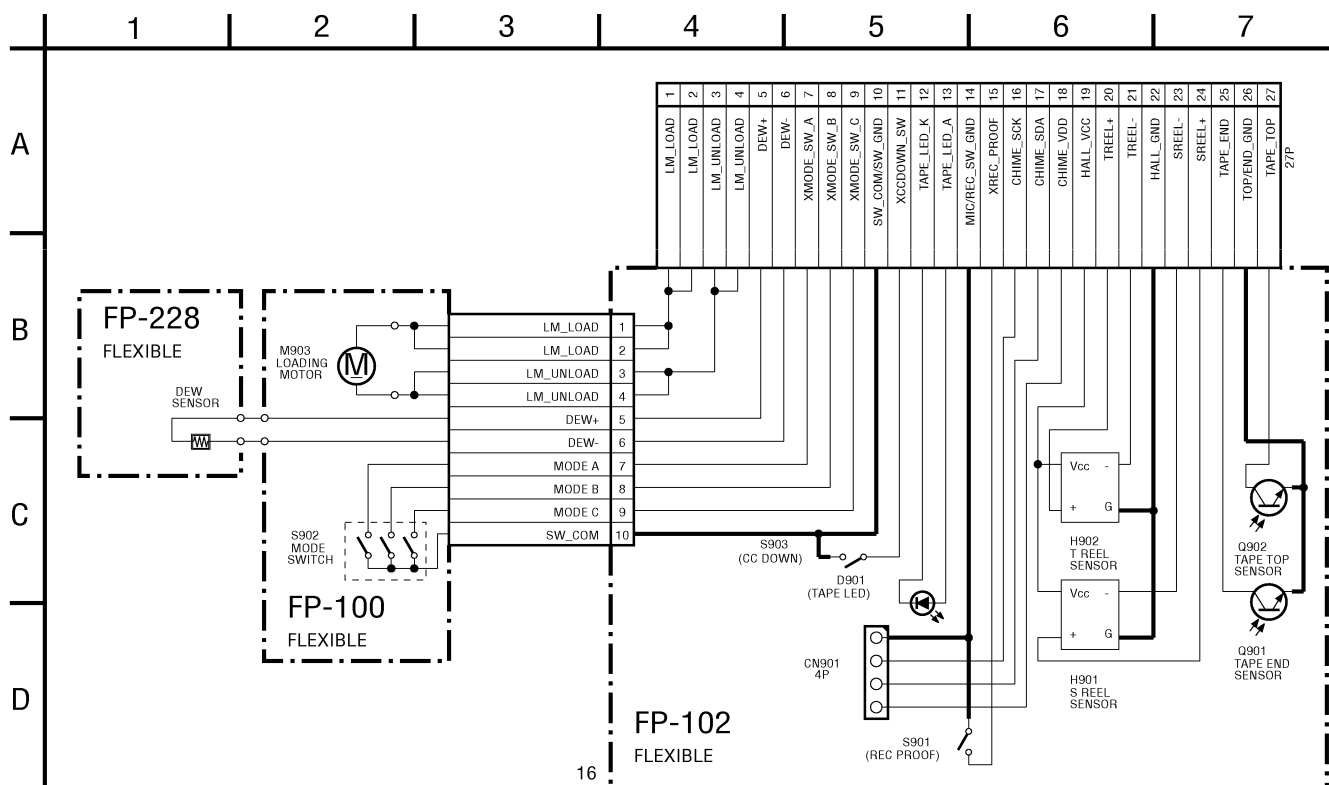 1 2 3 4 5 6 7
A
B
C
D
1 2 3 4 5 6 7 8 9 10 11 12 13 14 15 16 17 18 19 20 21 22 23 24 25 26 27
LM_LOAD
LM_LOAD
LM_UNLOAD
LM_UNLOAD
DEW+
DEW-
XMODE_SW_A
XMODE_SW_B
XMODE_SW_C
SW_COM/SW_GND
XCCDOWN_SW
TAPE_LED_K
TAPE_LED_A
MIC/REC_SW_GND
XREC_PROOF
CHIME_SCK
CHIME_SDA
CHIME_VDD
HALL_VCC
TREEL+
TREEL-
HALL_GND
SREEL-
SREEL+
TAPE_END
TOP/END_GND
TAPE_TOP
27P
FP-228
FLEXIBLE
DEW
SENSOR
M903
LOADING
MOTOR
M
LM_LOAD 1
LM_LOAD 2
LM_UNLOAD 3
LM_UNLOAD 4
DEW+ 5
DEW- 6
MODE A 7
MODE B 8
MODE C 9
SW_COM 10
S902
MODE
SWITCH
FP-100
FLEXIBLE
S903
(CC DOWN)
D901
(TAPE LED)
CN901
4P
S901
(REC PROOF)
Vcc -
+ G
H902
T REEL
SENSOR
Vcc -
+ G
H901
S REEL
SENSOR
Q902
TAPE TOP
SENSOR
Q901
TAPE END
SENSOR
FP-102
FLEXIBLE
16